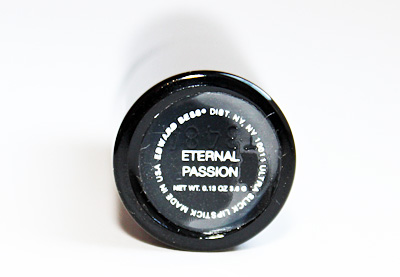 EDWARD BESS® DIST. NY, NY 10011 ULTRA SLICK LIPSTICK MADE IN USA
ETERNAL
PASSION
NET WT. 0.13 OZ 3.6 G